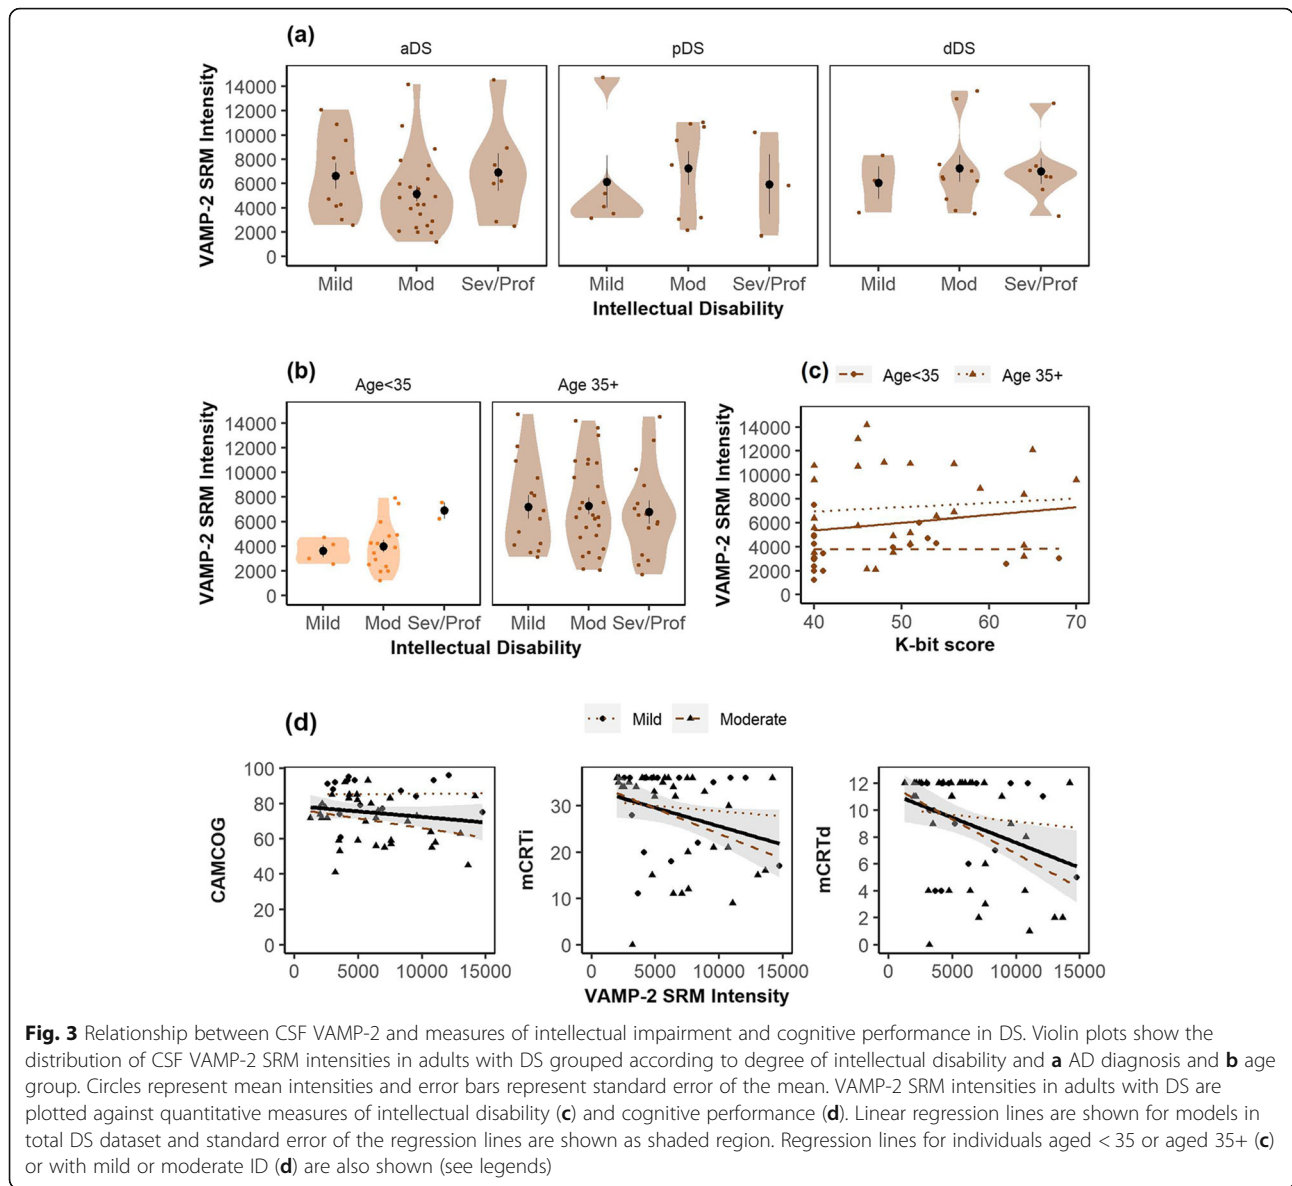 (a)
aDS
pDS
dDS
VAMP-2 SRM Intensity
14000
12000
10000
8000
6000
4000
2000
0
Mild Mod Sev/Prof
Mild Mod Sev/Prof
Mild Mod Sev/Prof
Intellectual Disability
(b)
Age<35
Age 35+
VAMP-2 SRM Intensity
14000
12000
10000
8000
6000
4000
2000
0
Mild Mod Sev/Prof
Mild Mod Sev/Prof
Intellectual Disability
(c)
Age<35 Age 35+
VAMP-2 SRM Intensity
14000
12000
10000
8000
6000
4000
2000
0
40 50 60 70
K-bit score
(d)
Mild Moderate
CAMCOG
100
80
60
40
20
0
0 5000 10000 15000
mCRTi
30
20
10
0
0 5000 10000 15000
mCRTd
12
10
8
6
4
2
0
0 5000 10000 15000
VAMP-2 SRM Intensity
Fig. 3 Relationship between CSF VAMP-2 and measures of intellectual impairment and cognitive performance in DS. Violin plots show the
distribution of CSF VAMP-2 SRM intensities in adults with DS grouped according to degree of intellectual disability and a AD diagnosis and b age
group. Circles represent mean intensities and error bars represent standard error of the mean. VAMP-2 SRM intensities in adults with DS are
plotted against quantitative measures of intellectual disability (c) and cognitive performance (d). Linear regression lines are shown for models in
total DS dataset and standard error of the regression lines are shown as shaded region. Regression lines for individuals aged < 35 or aged 35+ (c)
or with mild or moderate ID (d) are also shown (see legends)